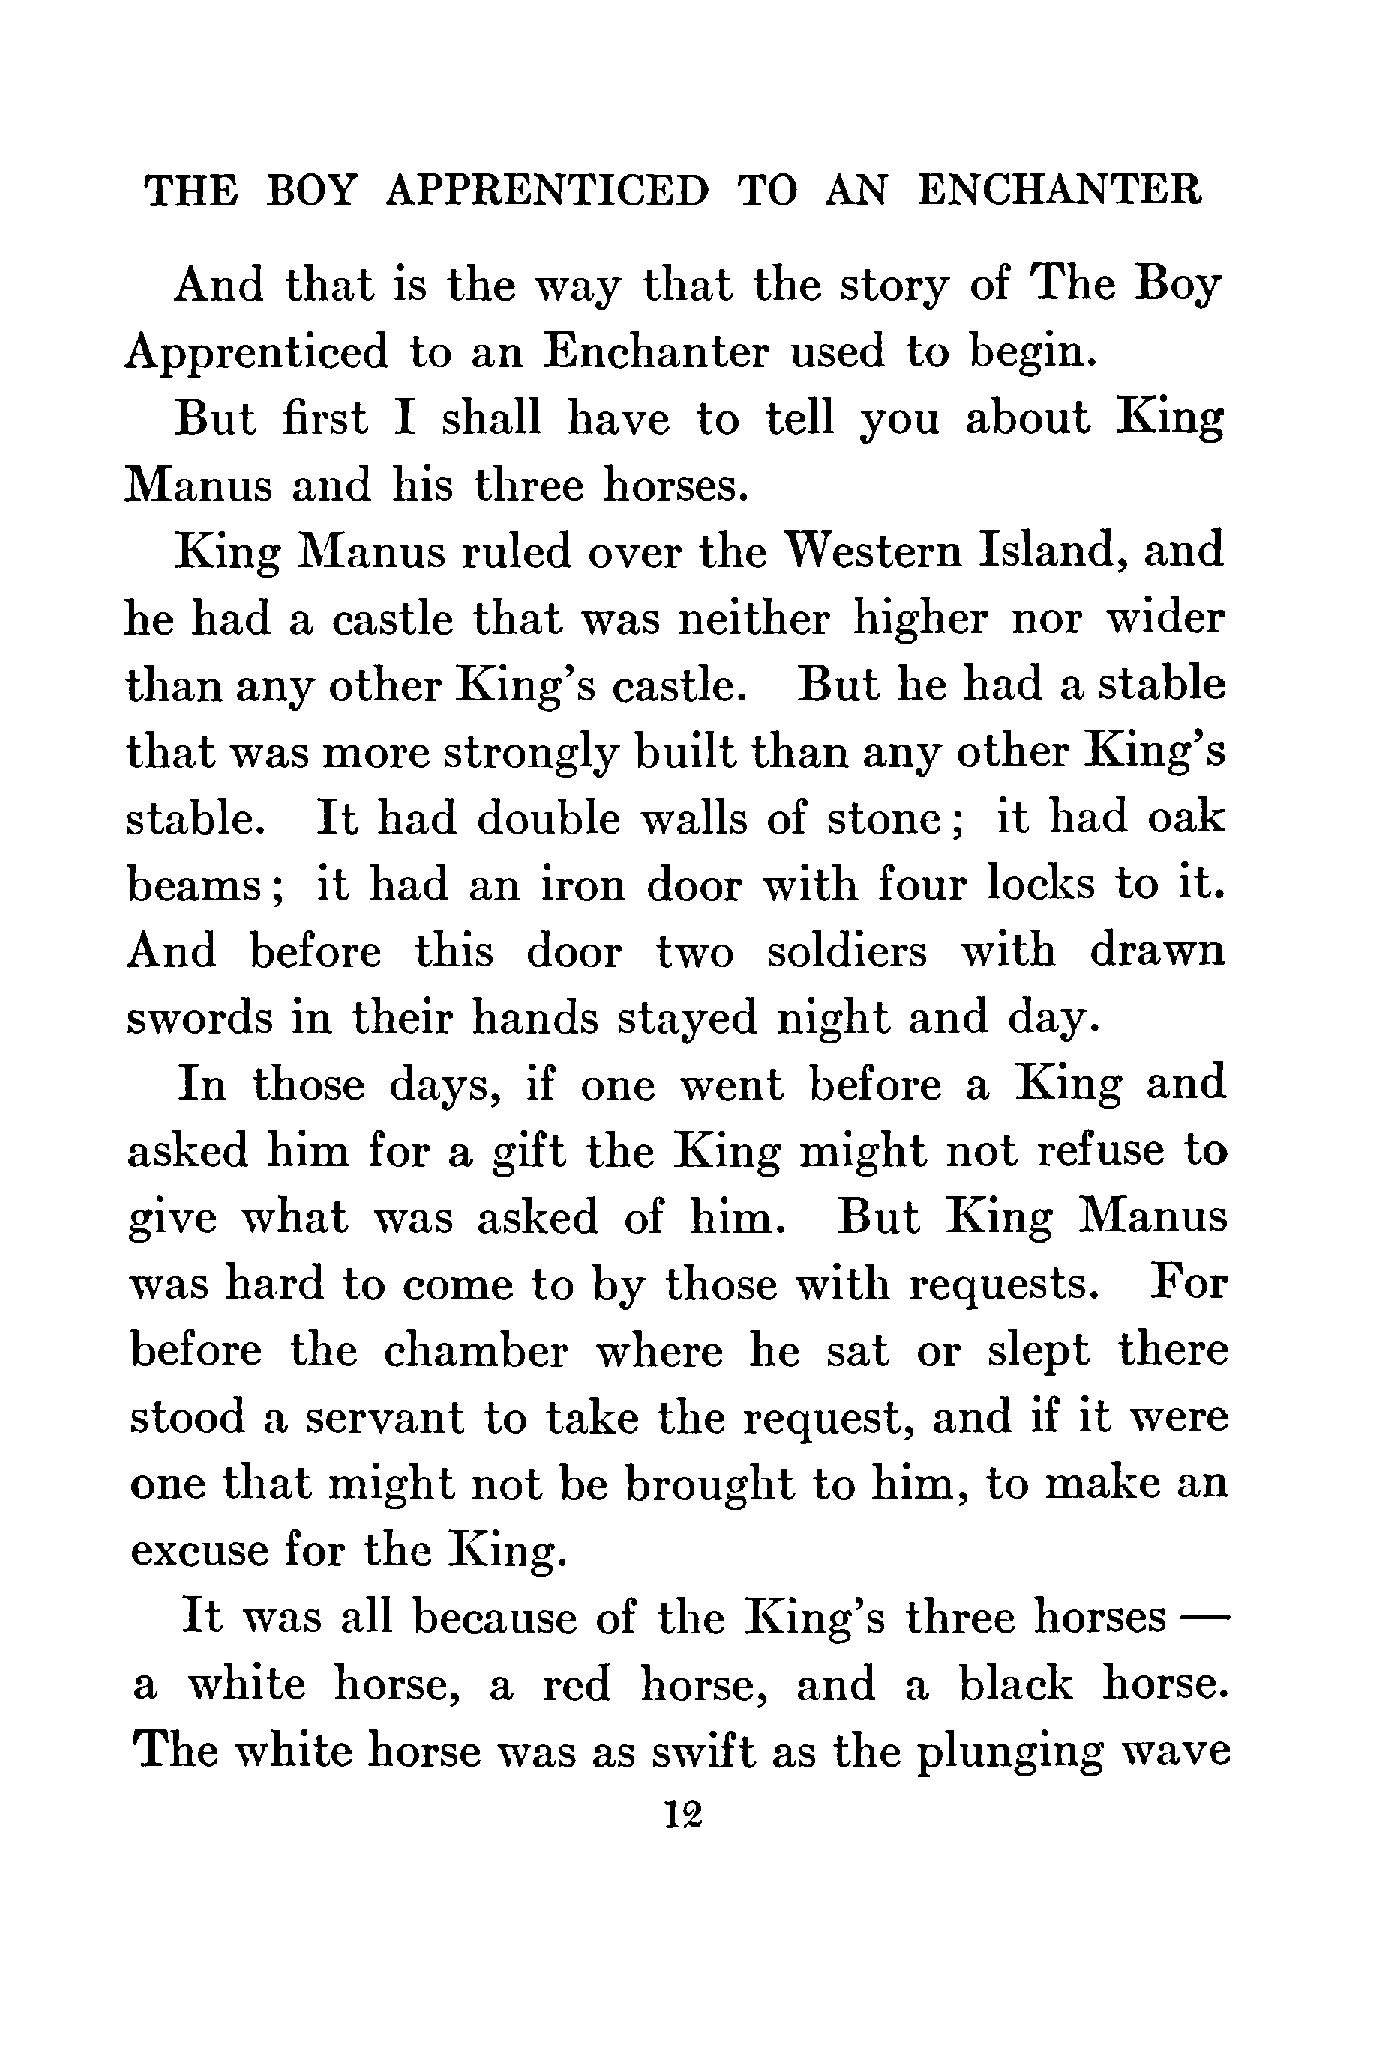 THE BOY APPRENTICED TO AN ENCHANTER
And that is the way that the story of The Boy
Apprenticed to an Enchanter used to begin.
But first I shall have to tell you about King
Manus and his three horses.
King Manus ruled over the Western Island, and
he had a castle that was neither higher nor wider
than any other King's castle. But he had a stable
that was more strongly built than any other King's
stable. It had double walls of stone; it had oak
beams; it had an iron door with four locks to it.
And before this door two soldiers with drawn
swords in their hands stayed night and day.
In those days, if one went before a King and
asked him for a gift the King might not refuse to
give what was asked of him. But King Manus
was hard to come to by those with requests. For
before the chamber where he sat or slept there
stood a servant to take the request, and if it were
one that might not be brought to him, to make an
excuse for the King.
It was all because of the King's three horses —
a white horse, a red horse, and a black horse.
The white horse was as swift as the plunging wave
12